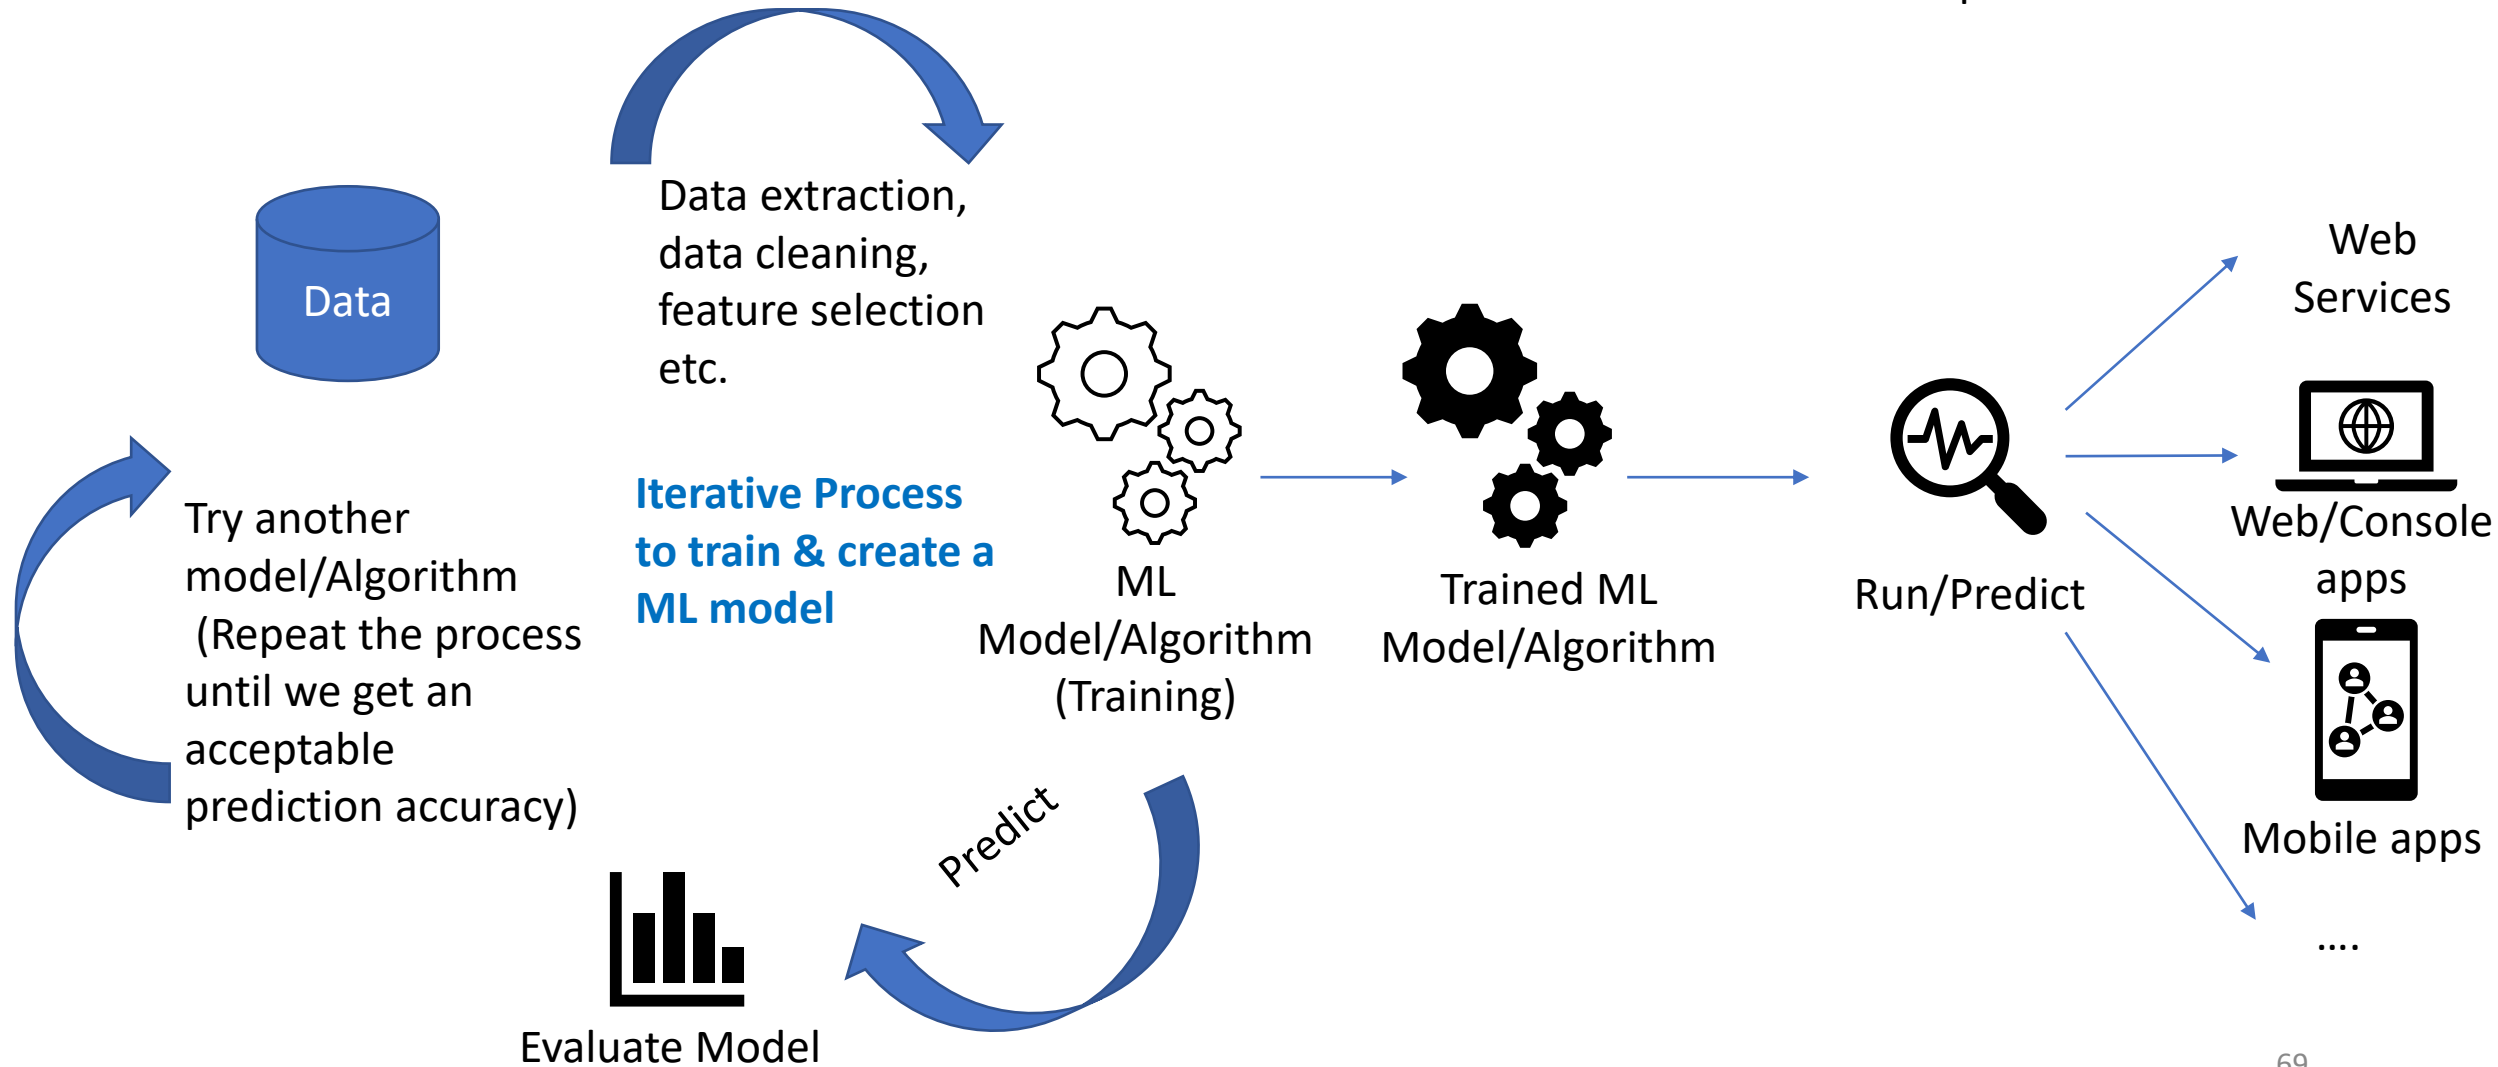 Data
Data extraction,
data cleaning,
feature selection
etc.
Iterative Process
to train & create a
ML model
Try another
model/Algorithm
(Repeat the process
until we get an
acceptable
prediction accuracy)
ML
Model/Algorithm
(Training)
Trained ML
Model/Algorithm
Run/Predict
Web
Services
Web/Console
apps
Mobile apps
....
Predict
Evaluate Model
69